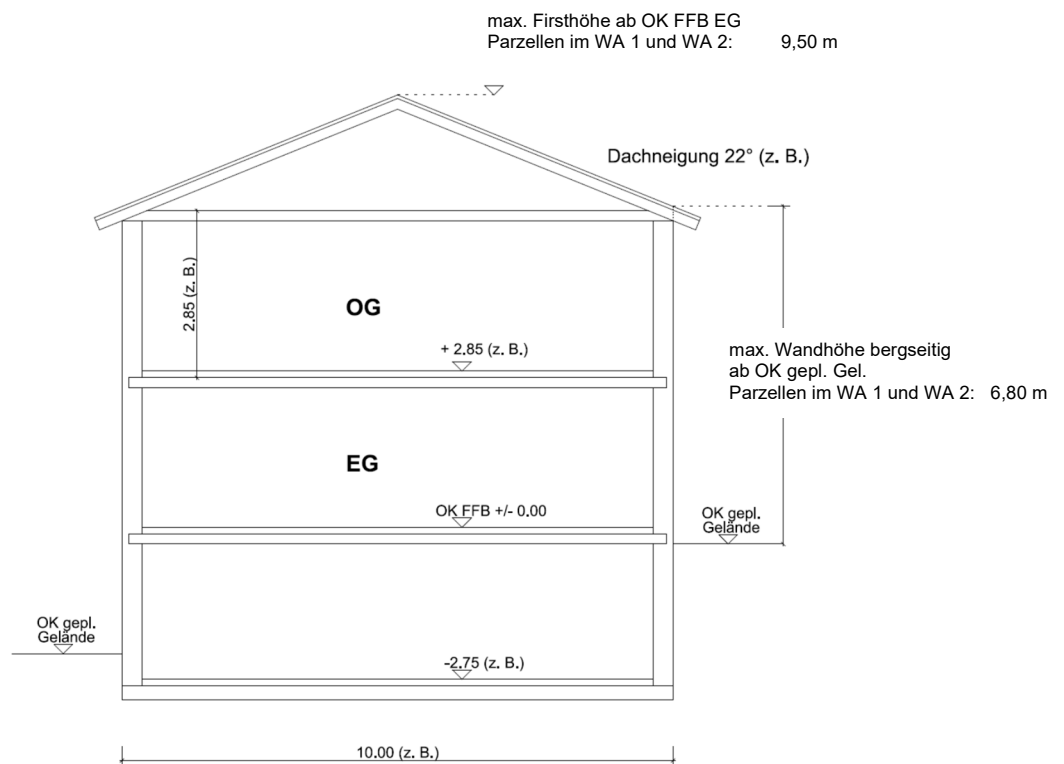 max. Firsthöhe ab OK FFB EG
Parzellen im WA 1 und WA 2: 9,50 m
Dachneigung 22° (z. B.)
2.85 (z. B.)
OG
+ 2.85 (z. B.)
max. Wandhöhe bergseitig
ab OK gepl. Gel.
Parzellen im WA 1 und WA 2: 6,80 m
EG
OK FFB +/- 0.00
OK gepl.
Gelände
OK gepl.
Gelände
-2.75 (z. B.)
10.00 (z. B.)